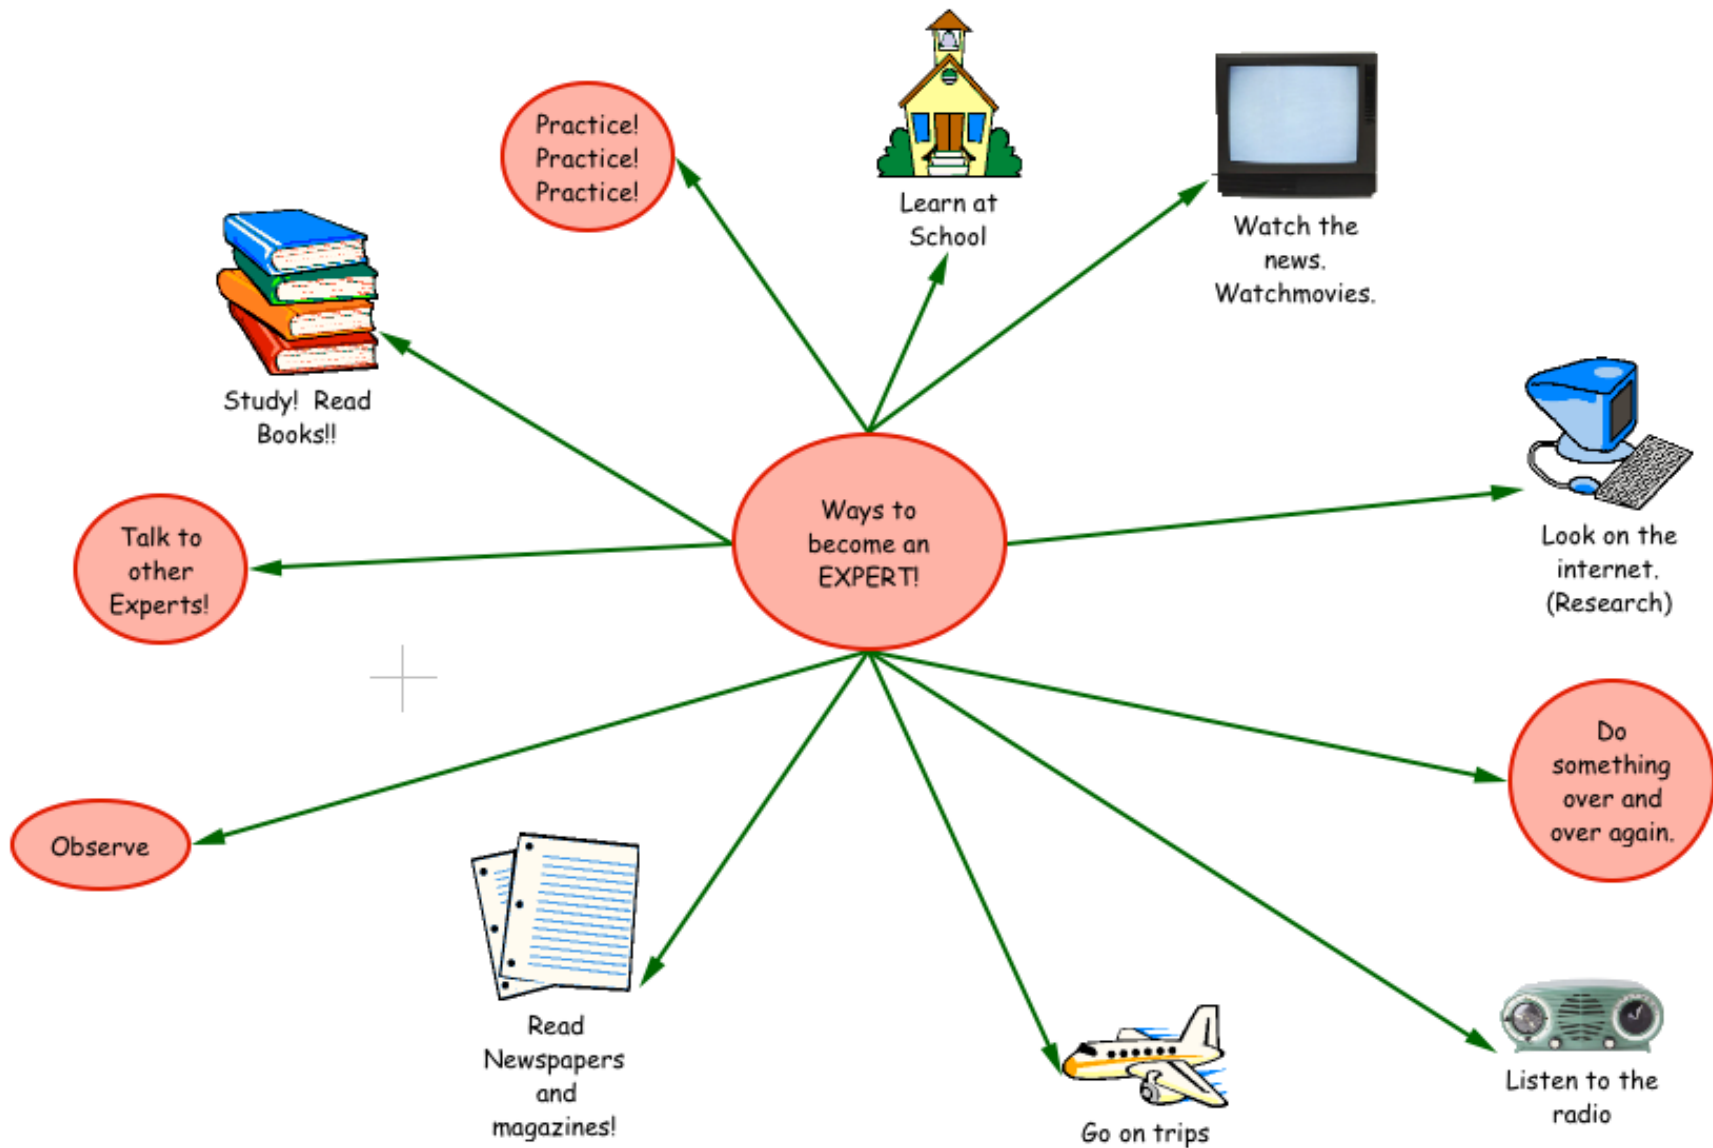 Practice!
Practice!
Practice!
Learn at
School
Watch the
news.
Watchmovies.
Study!  Read
Books!!
Look on the
internet.
(Research)
Talk to
other
Experts!
Ways to
become an
EXPERT!
Do
something
over and
over again.
Observe
Read
Newspapers
and
magazines!
Go on trips
Listen to the
radio